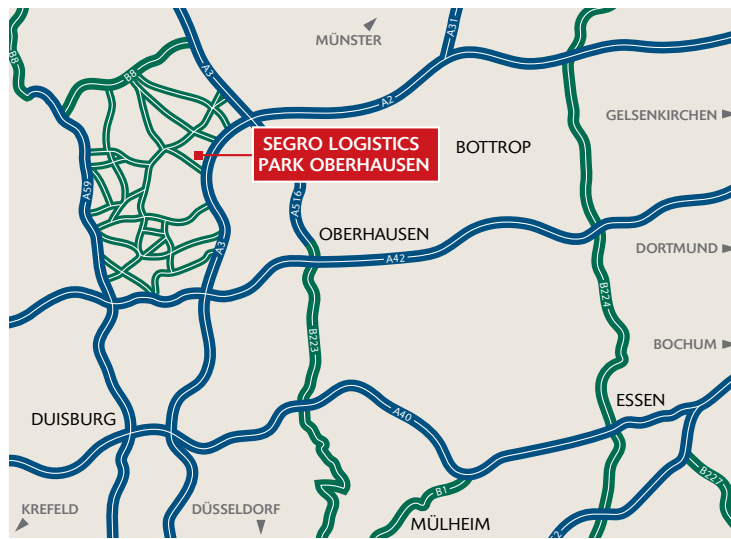 B8
B8
A3
MÜNSTER
A31
A2
GELSENKIRCHEN
SEGRO LOGISTICS
PARK OBERHAUSEN
BOTTROP
A59
A516
A3
OBERHAUSEN
A42
DORTMUND
B224
B223
BOCHUM
DUISBURG
A40
ESSEN
B227
B1
KREFELD
DÜSSELDORF
MÜLHEIM